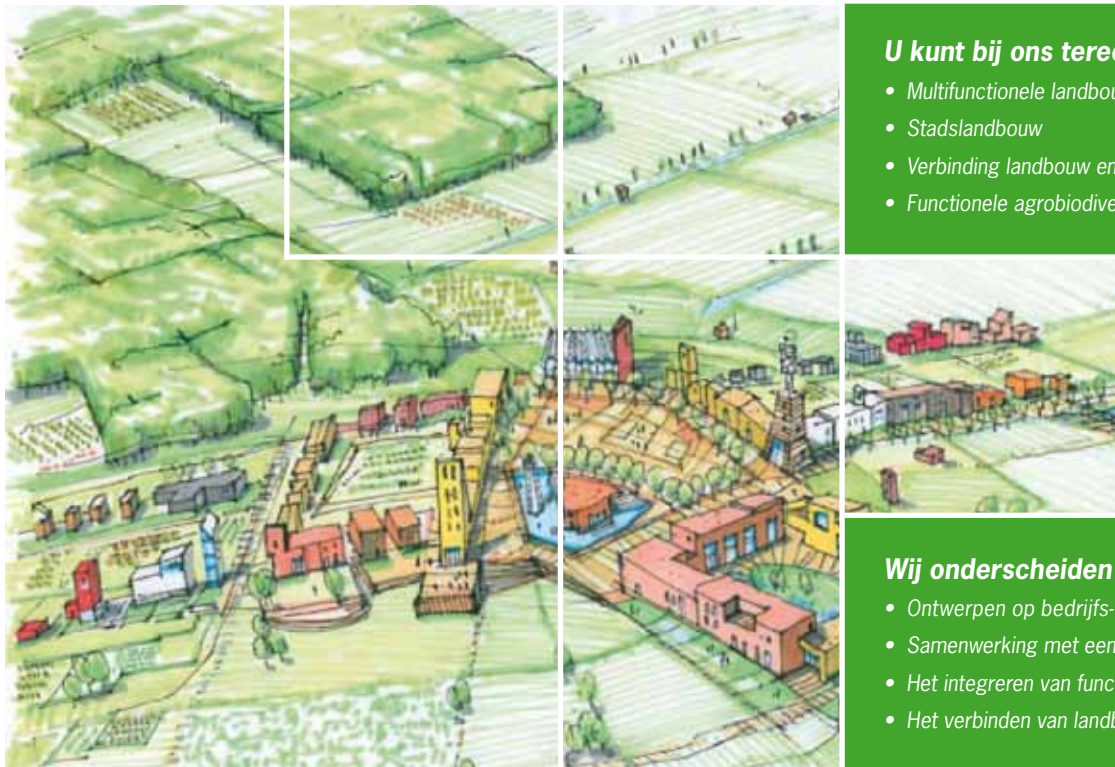 U kunt bij ons teree
• Multifunctionele landbou
• Stadslandbouw
• Verbinding landbouw en
• Functionele agrobiodive
Wij onderscheiden
• Ontwerpen op bedrijfs-
• Samenwerking met een
• Het integreren van func
• Het verbinden van landb